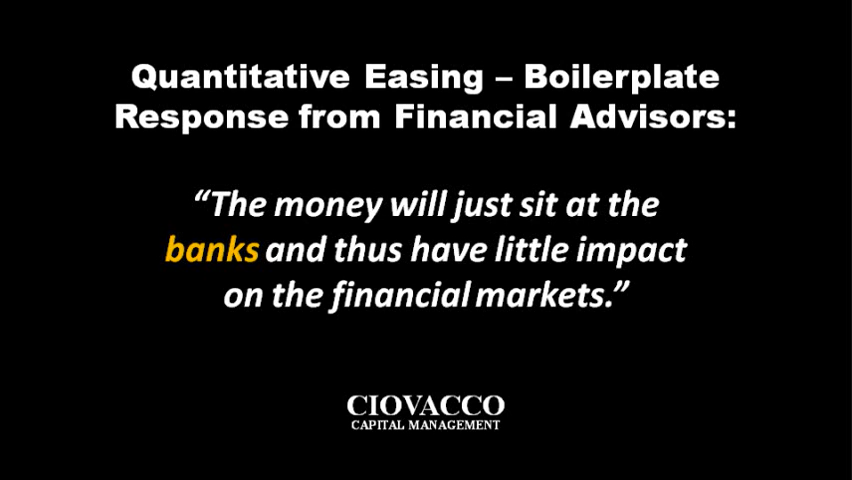 Quantitative Easing – Boilerplate
Response from Financial Advisors:
“The money will just sit at the
banks and thus have little impact
on the financial markets.”
CIOVACCO
CAPITAL MANAGEMENT